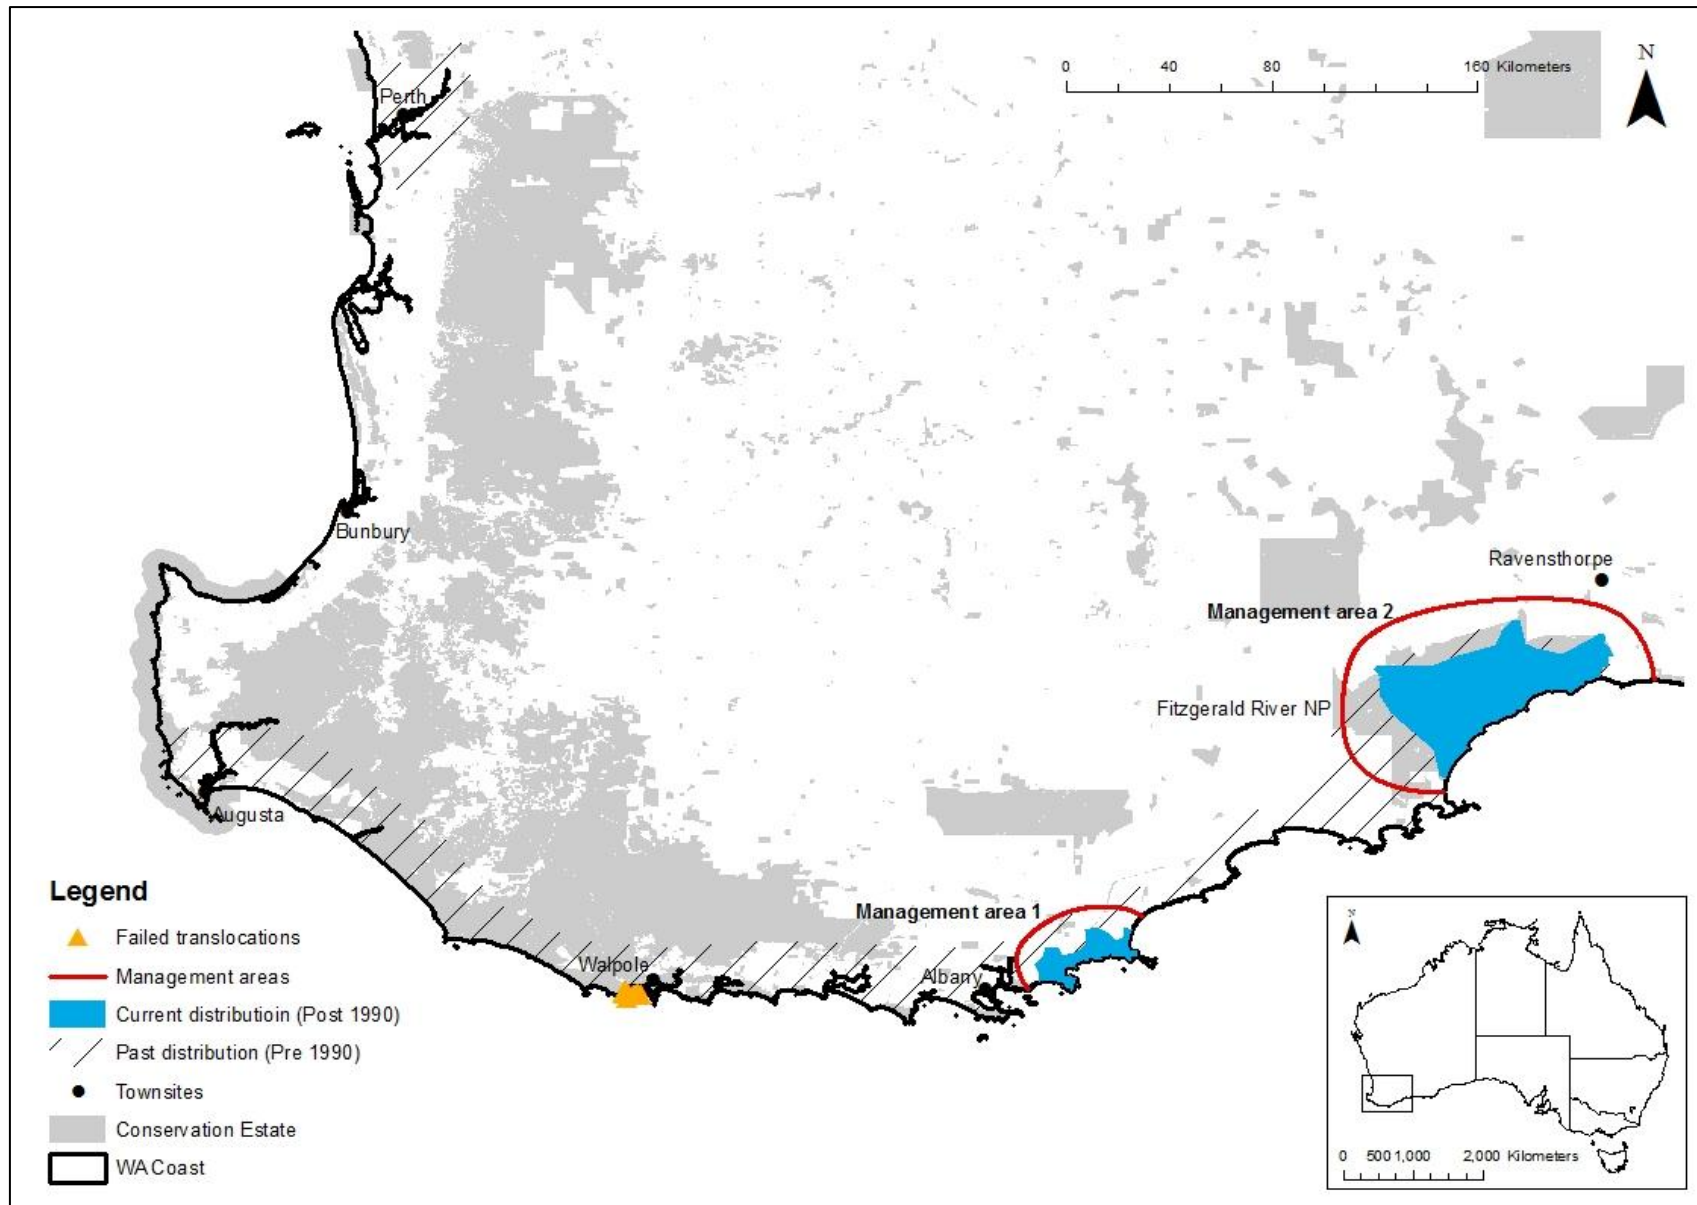 N
0 40 80 160 Kilometers
Perth
Bunbury
Ravensthorpe
Management area 2
Fitzgerald River NP
Augusta
Management area 1
Walpole
Albany
Legend
Failed translocations
Management areas
Current distributioin (Post 1990)
Past distribution (Pre 1990)
Townsites
Conservation Estate
WA Coast
N
0 500 1,000 2,000 Kilometers